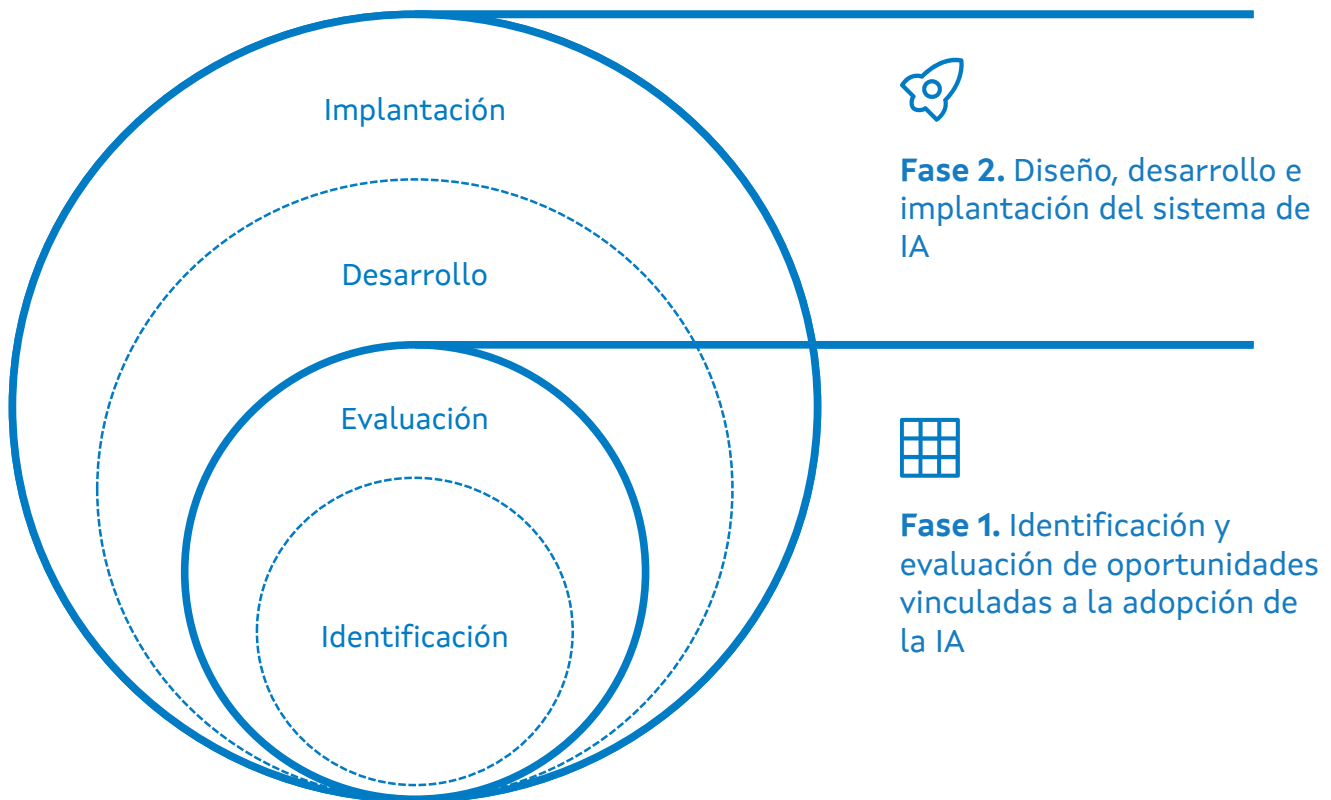 Implantación
Desarrollo
Evaluación
Identificación
Fase 2. Diseño, desarrollo e
implantación del sistema de
IA
Fase 1. Identificación y
evaluación de oportunidades
vinculadas a la adopción de
la IA